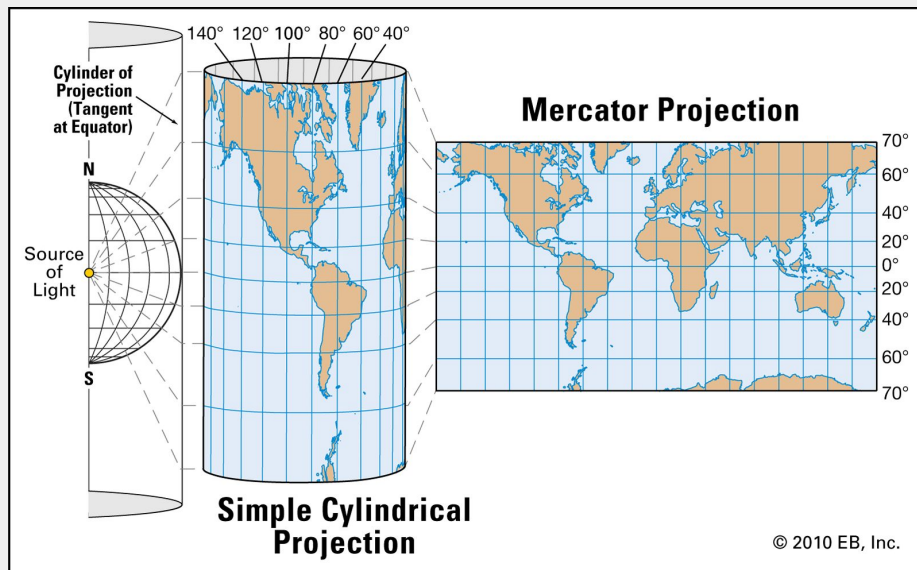 140° 120° 100° 80° 60° 40°
Cylinder of
Projection
(Tangent
at Equator)
N
Source
of
Light
S
Simple Cylindrical
Projection
Mercator Projection
70°
60°
40°
20°
0°
20°
40°
60°
70°
© 2010 EB, Inc.